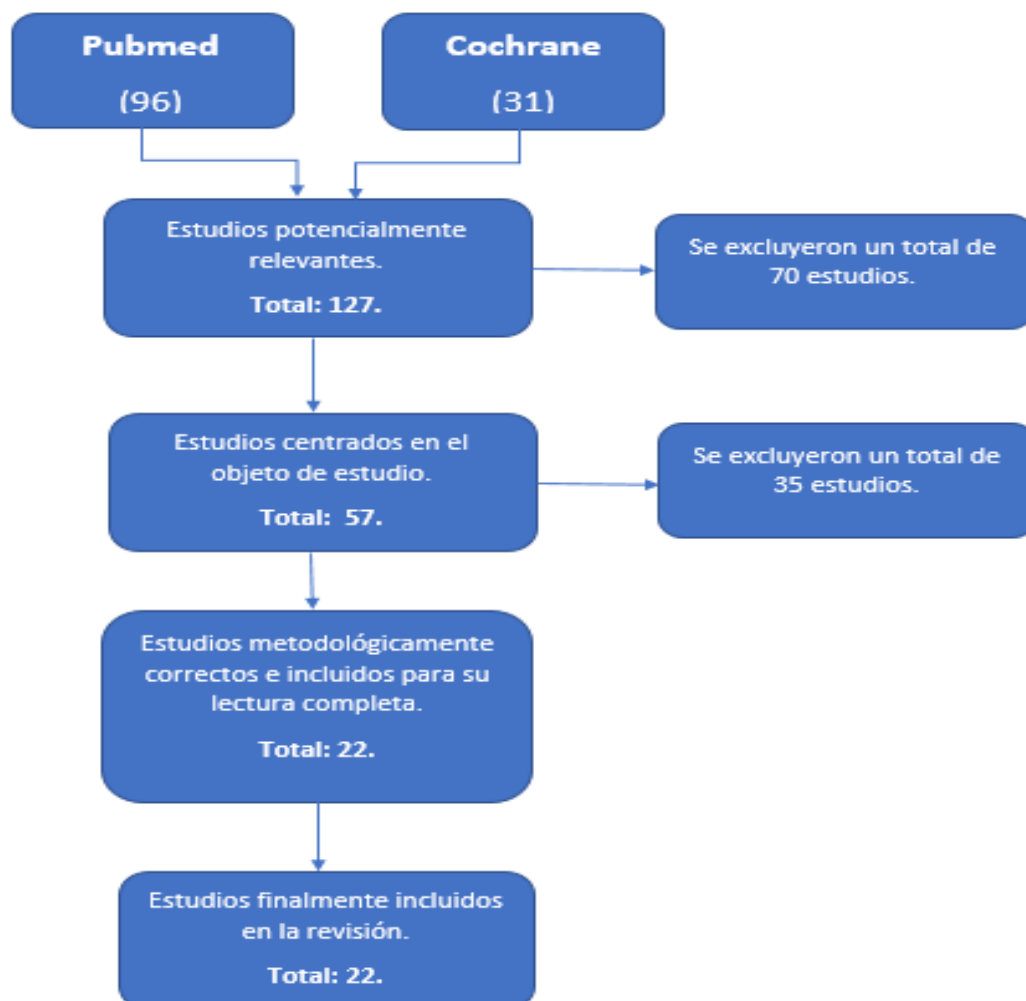 Pubmed
(96)
Cochrane
(31)
Estudios potencialmente
relevantes.
Total: 127.
Se excluyeron un total de
70 estudios.
Estudios centrados en el
objeto de estudio.
Total: 57.
Se excluyeron un total de
35 estudios.
Estudios metodológicamente
correctos e incluidos para su
lectura completa.
Total: 22.
Estudios finalmente incluidos
en la revisión.
Total: 22.